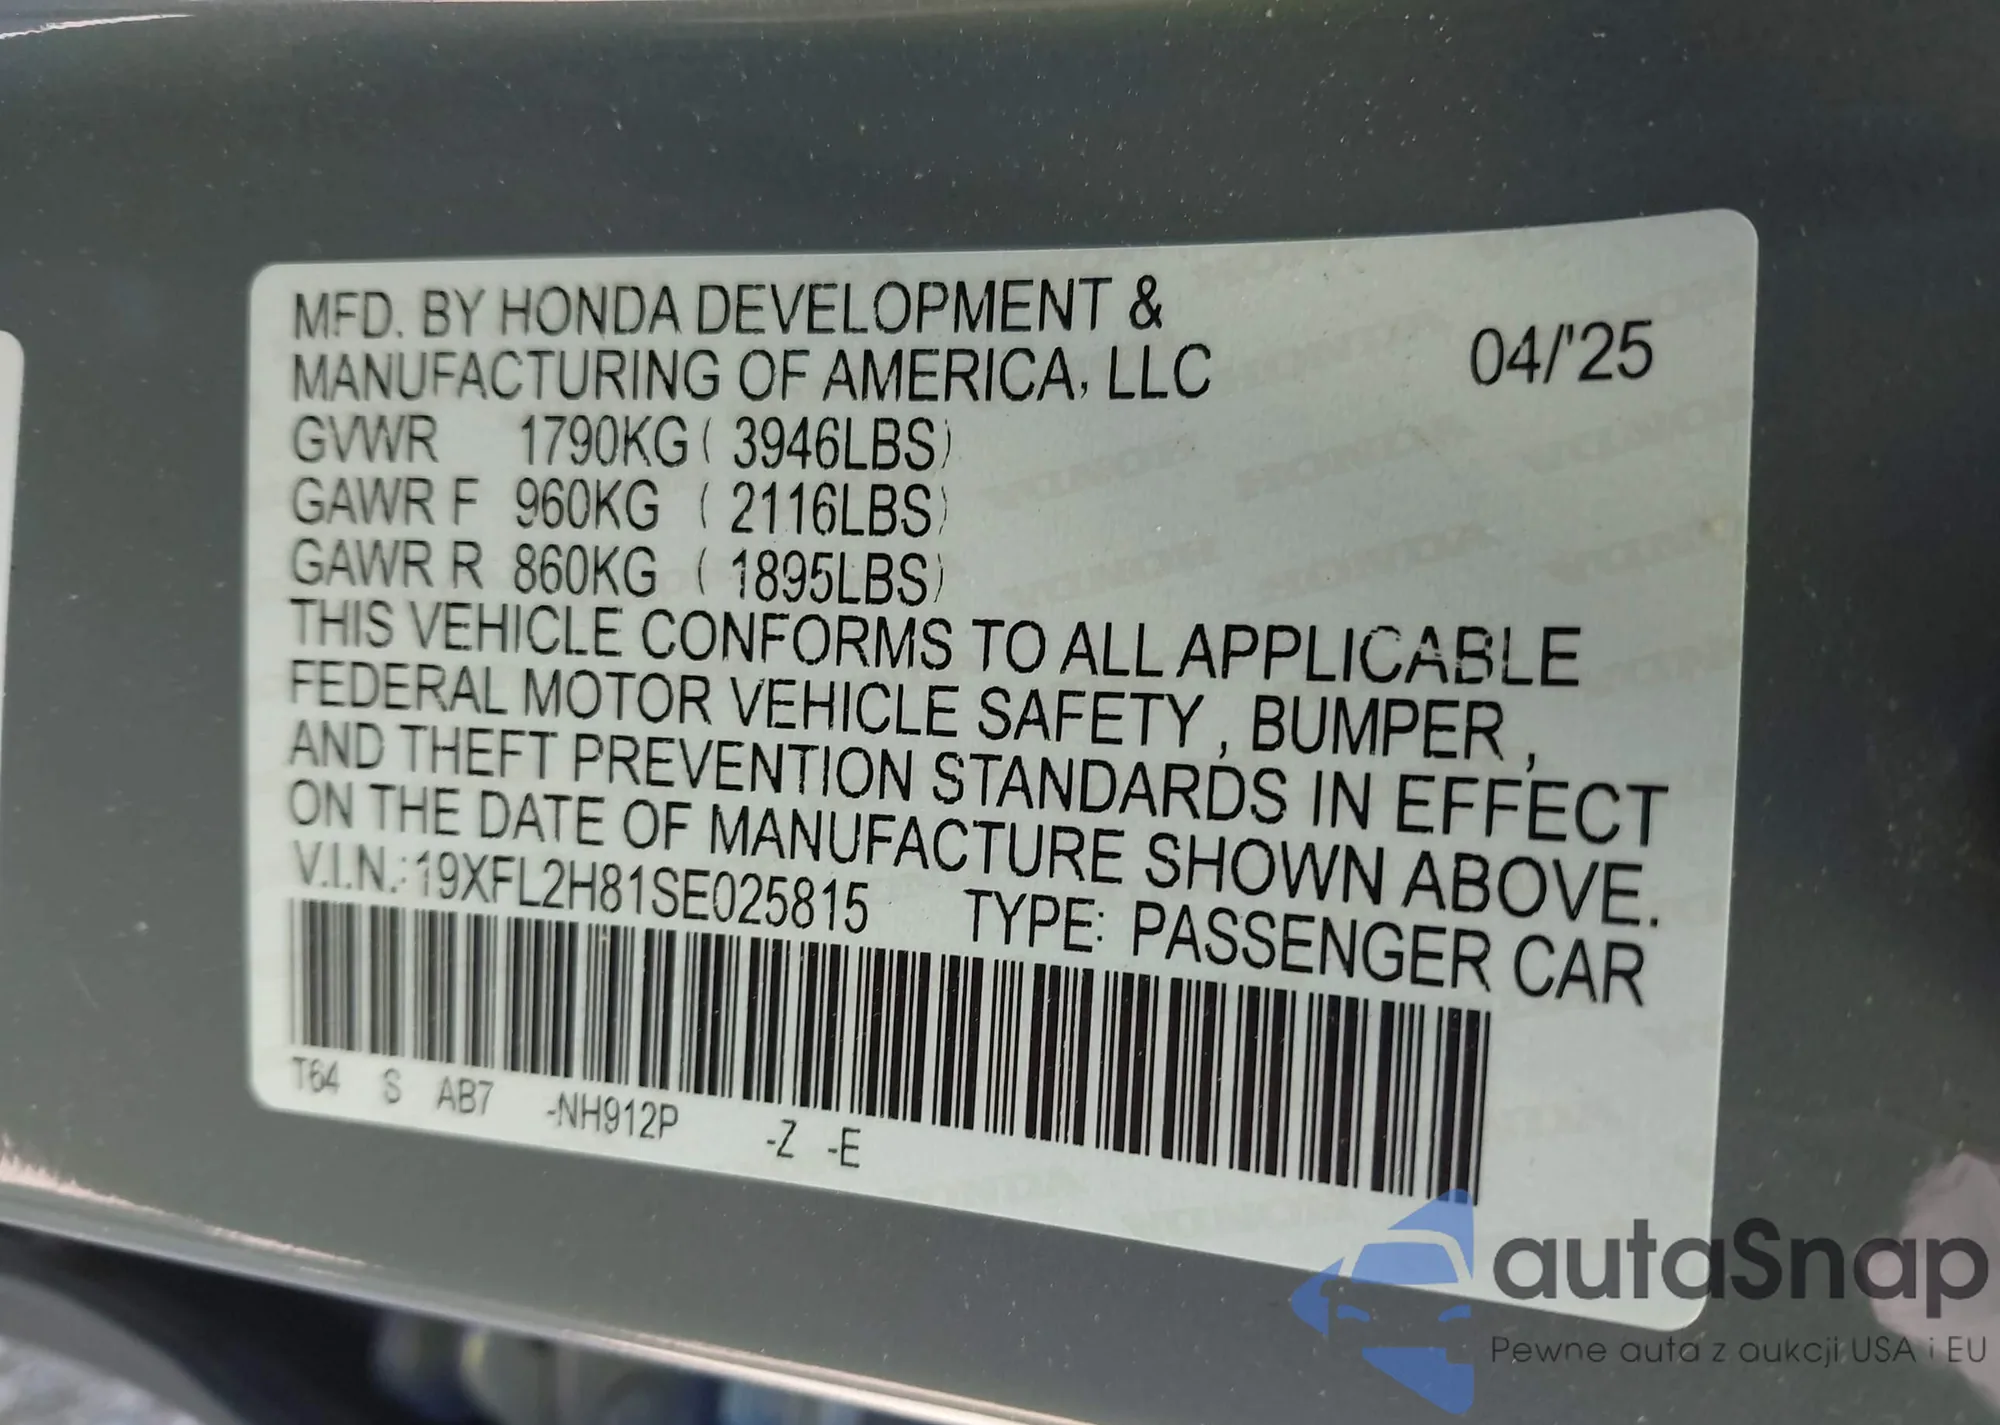 MFD. BY HONDA DEVELOPMENT &
MANUFACTURING OF AMERICA, LLC
04/'25
GVWR 1790KG ( 3946LBS)
GAWR F 960KG ( 2116LBS)
GAWR R 860KG ( 1895LBS)
THIS VEHICLE CONFORMS TO ALL APPLICABLE
FEDERAL MOTOR VEHICLE SAFETY , BUMPER ,
AND THEFT PREVENTION STANDARDS IN EFFECT
ON THE DATE OF MANUFACTURE SHOWN ABOVE.
V.I.N.:19XFL2H81SE025815 TYPE: PASSENGER CAR
T64 S AB7 -NH912P -Z -E
autaSnap
Pewne auta z aukcji USA i EU